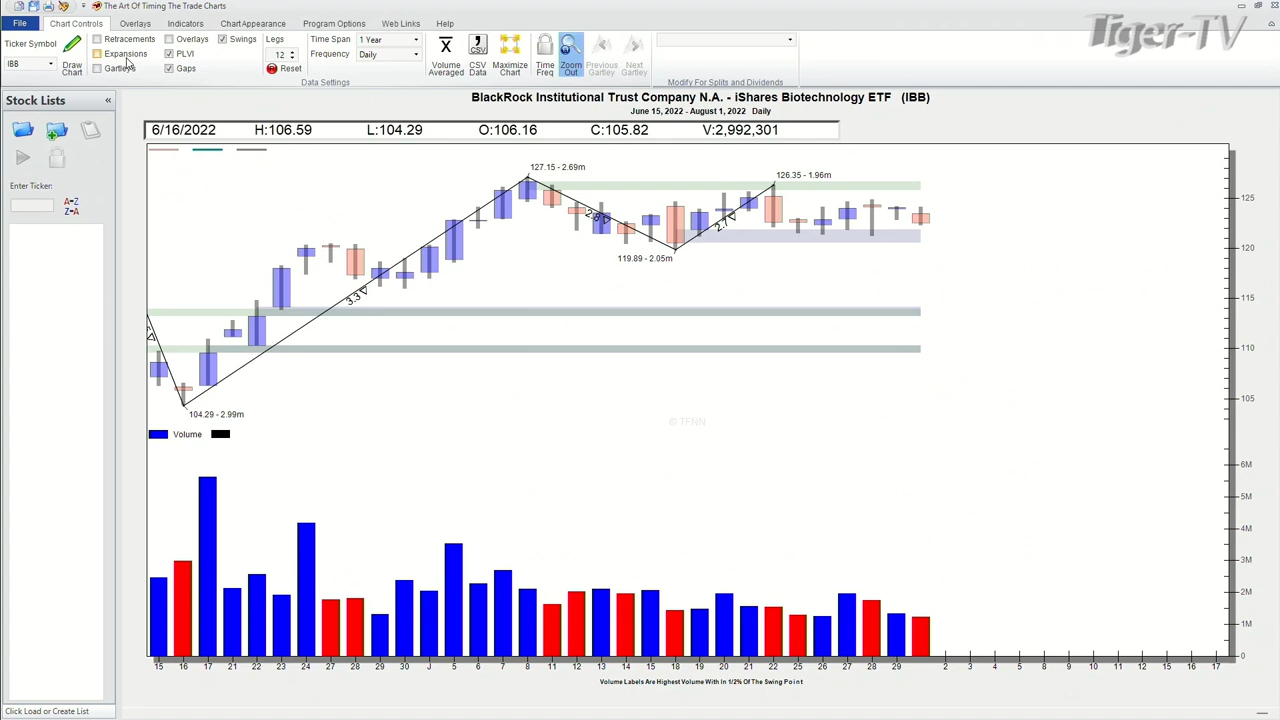 The Art Of Timing The Trade Charts
Tiger-TV
File
Chart Controls
Overlays
Indicators
Chart Appearance
Program Options
Web Links
Help
Ticker Symbol
IBB
Draw Chart
Retracements
Expansions
Gartleys
Overlays
PLVI
Gaps
Swings
Legs
12
Reset
Time Span
1 Year
Frequency
Daily
Data Settings
Volume Averaged
CSV
CSV Data
Maximize Chart
Time Freq
Zoom Out
Previous Gartley
Next Gartley
Modify For Splits and Dividends
Stock Lists
«
Enter Ticker:
A-Z
Z-A
Click Load or Create List
BlackRock Institutional Trust Company N.A. - iShares Biotechnology ETF (IBB)
June 15, 2022 - August 1, 2022 Daily
6/16/2022 H:106.59 L:104.29 O:106.16 C:105.82 V:2,992,301
127.15 - 2.69m
126.35 - 1.96m
119.89 - 2.05m
104.29 - 2.99m
3.3
2.8
2.7
125
120
115
110
105
© TFNN
Volume
6M
5M
4M
3M
2M
1M
0
15 16 17 21 22 23 24 27 28 29 30 J 5 6 7 8 11 12 13 14 15 18 19 20 21 22 25 26 27 28 29 2 3 4 5 8 9 10 11 12 15 16 17
Volume Labels Are Highest Volume With In 1/2% Of The Swing Point